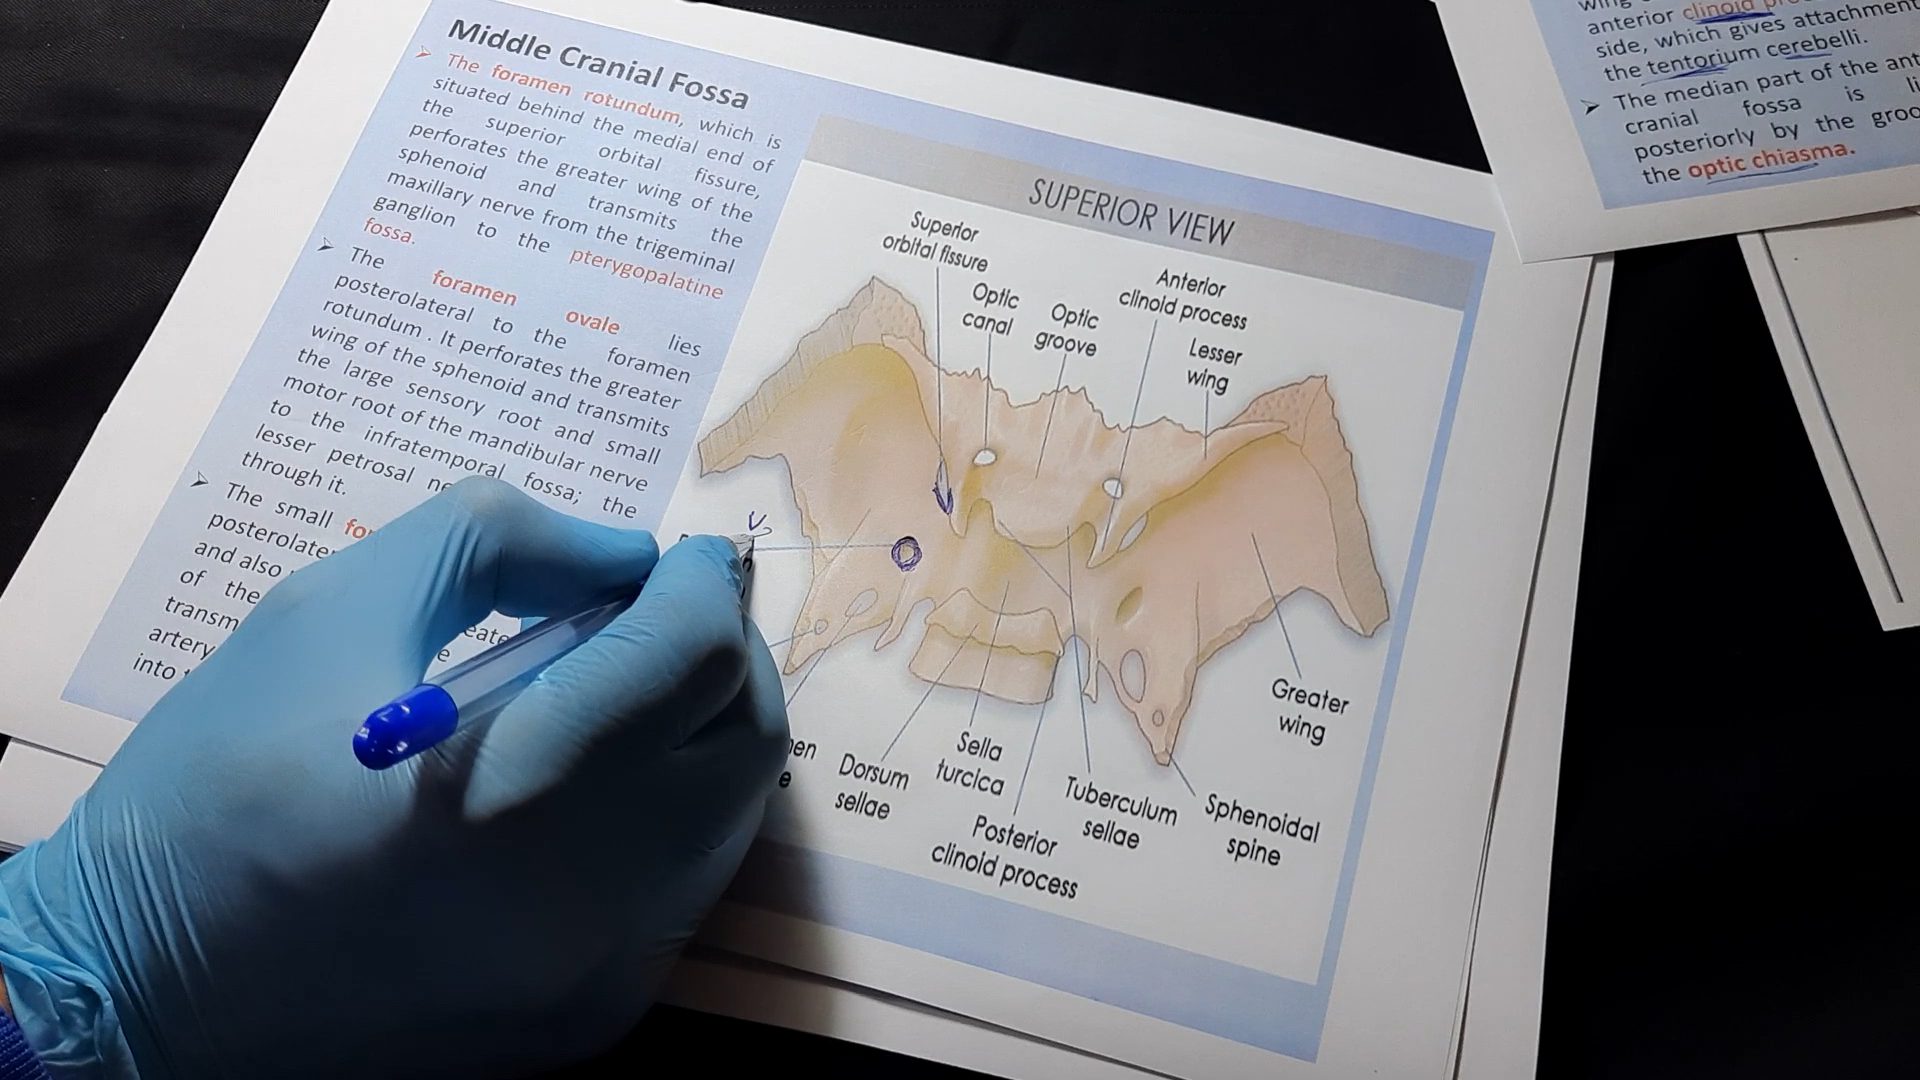 Middle Cranial Fossa
The foramen rotundum, which is
situated behind the medial end of
the superior orbital fissure,
perforates the greater wing of the
sphenoid and transmits the
maxillary nerve from the trigeminal
ganglion to the pterygopalatine
fossa.
The foramen ovale lies
posterolateral to the foramen
rotundum . It perforates the greater
wing of the sphenoid and transmits
the large sensory root and small
motor root of the mandibular nerve
to the infratemporal fossa; the
lesser petrosal
through it.
The small
and also
of the
artery
into
SUPERIOR VIEW
Superior
orbital fissure
Optic
canal
Optic
groove
Anterior
clinoid process
Lesser
wing
V2
Greater
wing
Dorsum
sellae
Sella
turcica
Posterior
clinoid process
Tuberculum
sellae
Sphenoidal
spine
wing
anterior clinoid
side, which gives attachment
the tentorium cerebelli.
The median part of the
cranial fossa is
posteriorly by the
the optic chiasma.